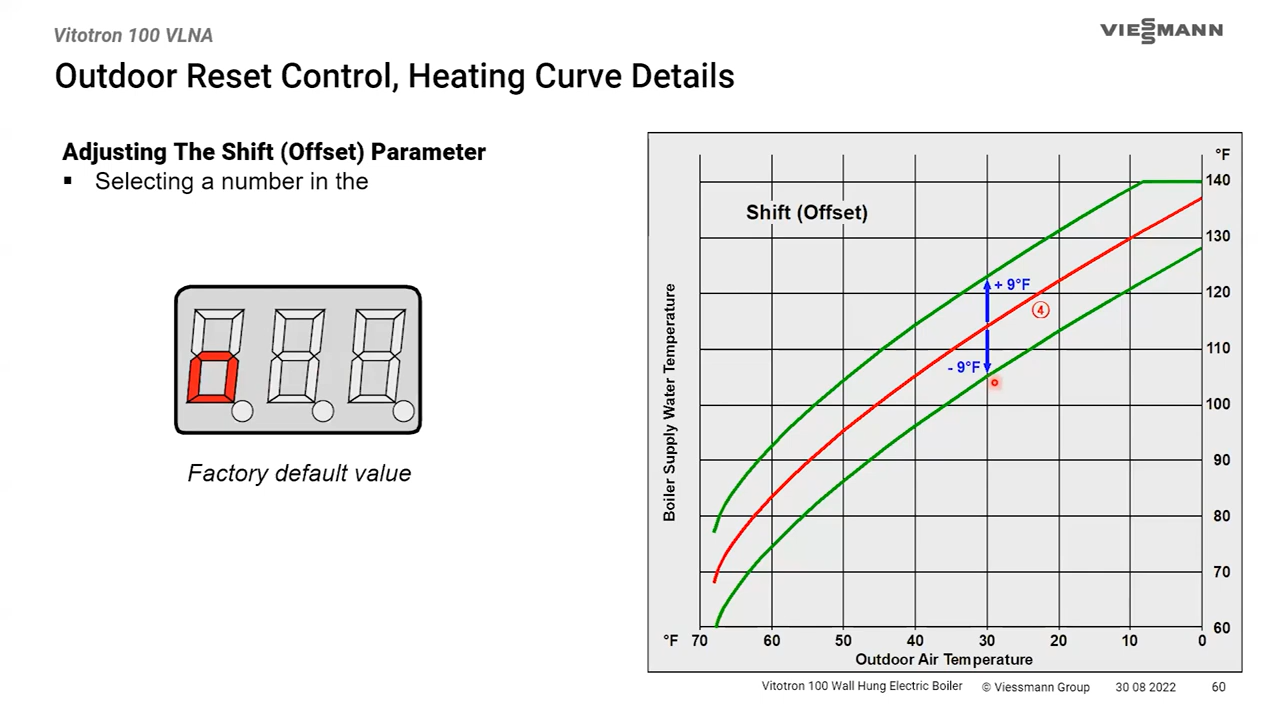 Vitotron 100 VLNA
VIESSMANN
Outdoor Reset Control, Heating Curve Details
Adjusting The Shift (Offset) Parameter
▪ Selecting a number in the
o
Factory default value
°F
Shift (Offset)
140
130
120
110
100
90
80
70
60
+ 9°F
4
- 9°F
Boiler Supply Water Temperature
°F 70 60 50 40 30 20 10 0
Outdoor Air Temperature
Vitotron 100 Wall Hung Electric Boiler © Viessmann Group 30 08 2022 60